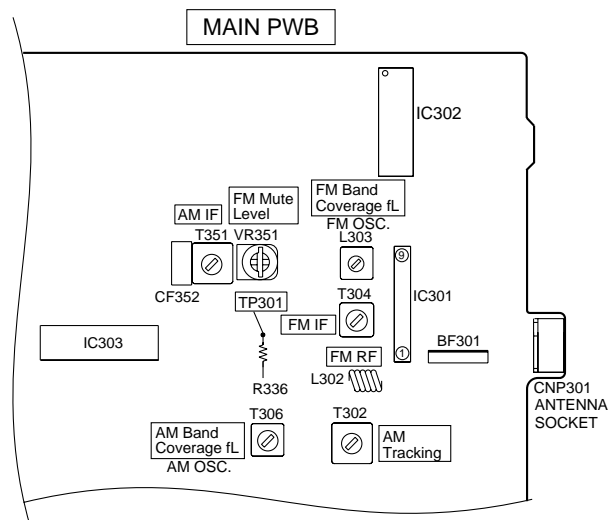 MAIN PWB
IC302
FM Band
Coverage fL
FM OSC.
L303
FM Mute
Level
VR351
AM IF
T351
CF352
9
IC301
1
TP301
T304
FM IF
IC303
BF301
FM RF
L302
R336
CNP301
ANTENNA
SOCKET
T306
AM Band
Coverage fL
AM OSC.
T302
AM
Tracking